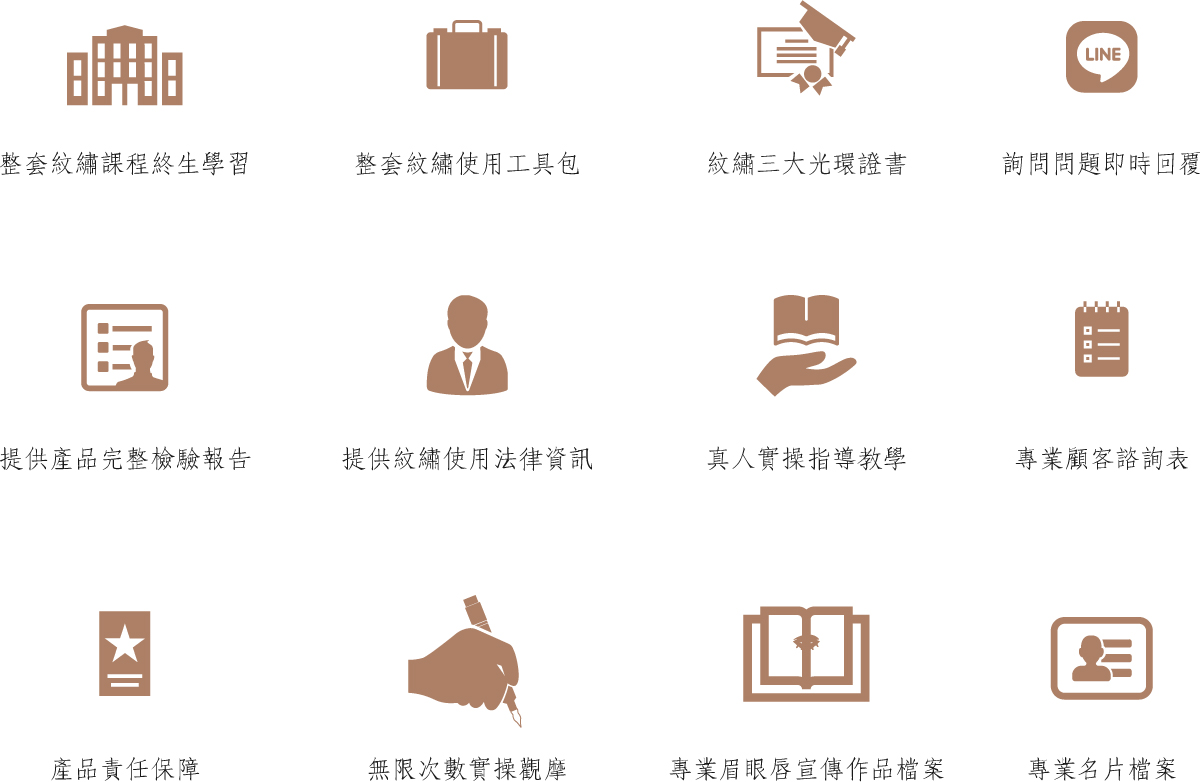 LINE
整套紋繡課程終生學習
整套紋繡使用工具包
紋繡三大光環證書
詢問問題即時回覆
提供產品完整檢驗報告
提供紋繡使用法律資訊
真人實操指導教學
專業顧客諮詢表
產品責任保障
無限次數實操觀摩
專業眉眼唇宣傳作品檔案
專業名片檔案